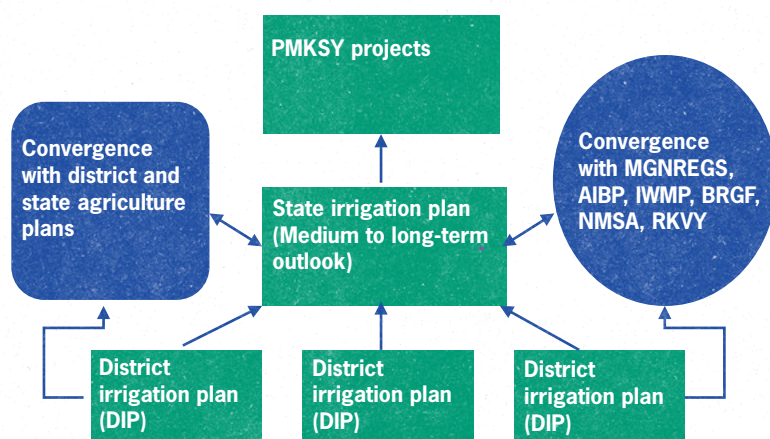 PMKSY projects
Convergence
with district and
state agriculture
plans
State irrigation plan
(Medium to long-term
outlook)
Convergence
with MGNREGS,
AIBP, IWMP, BRGF,
NMSA, RKVY
District
irrigation plan
(DIP)
District
irrigation plan
(DIP)
District
irrigation plan
(DIP)